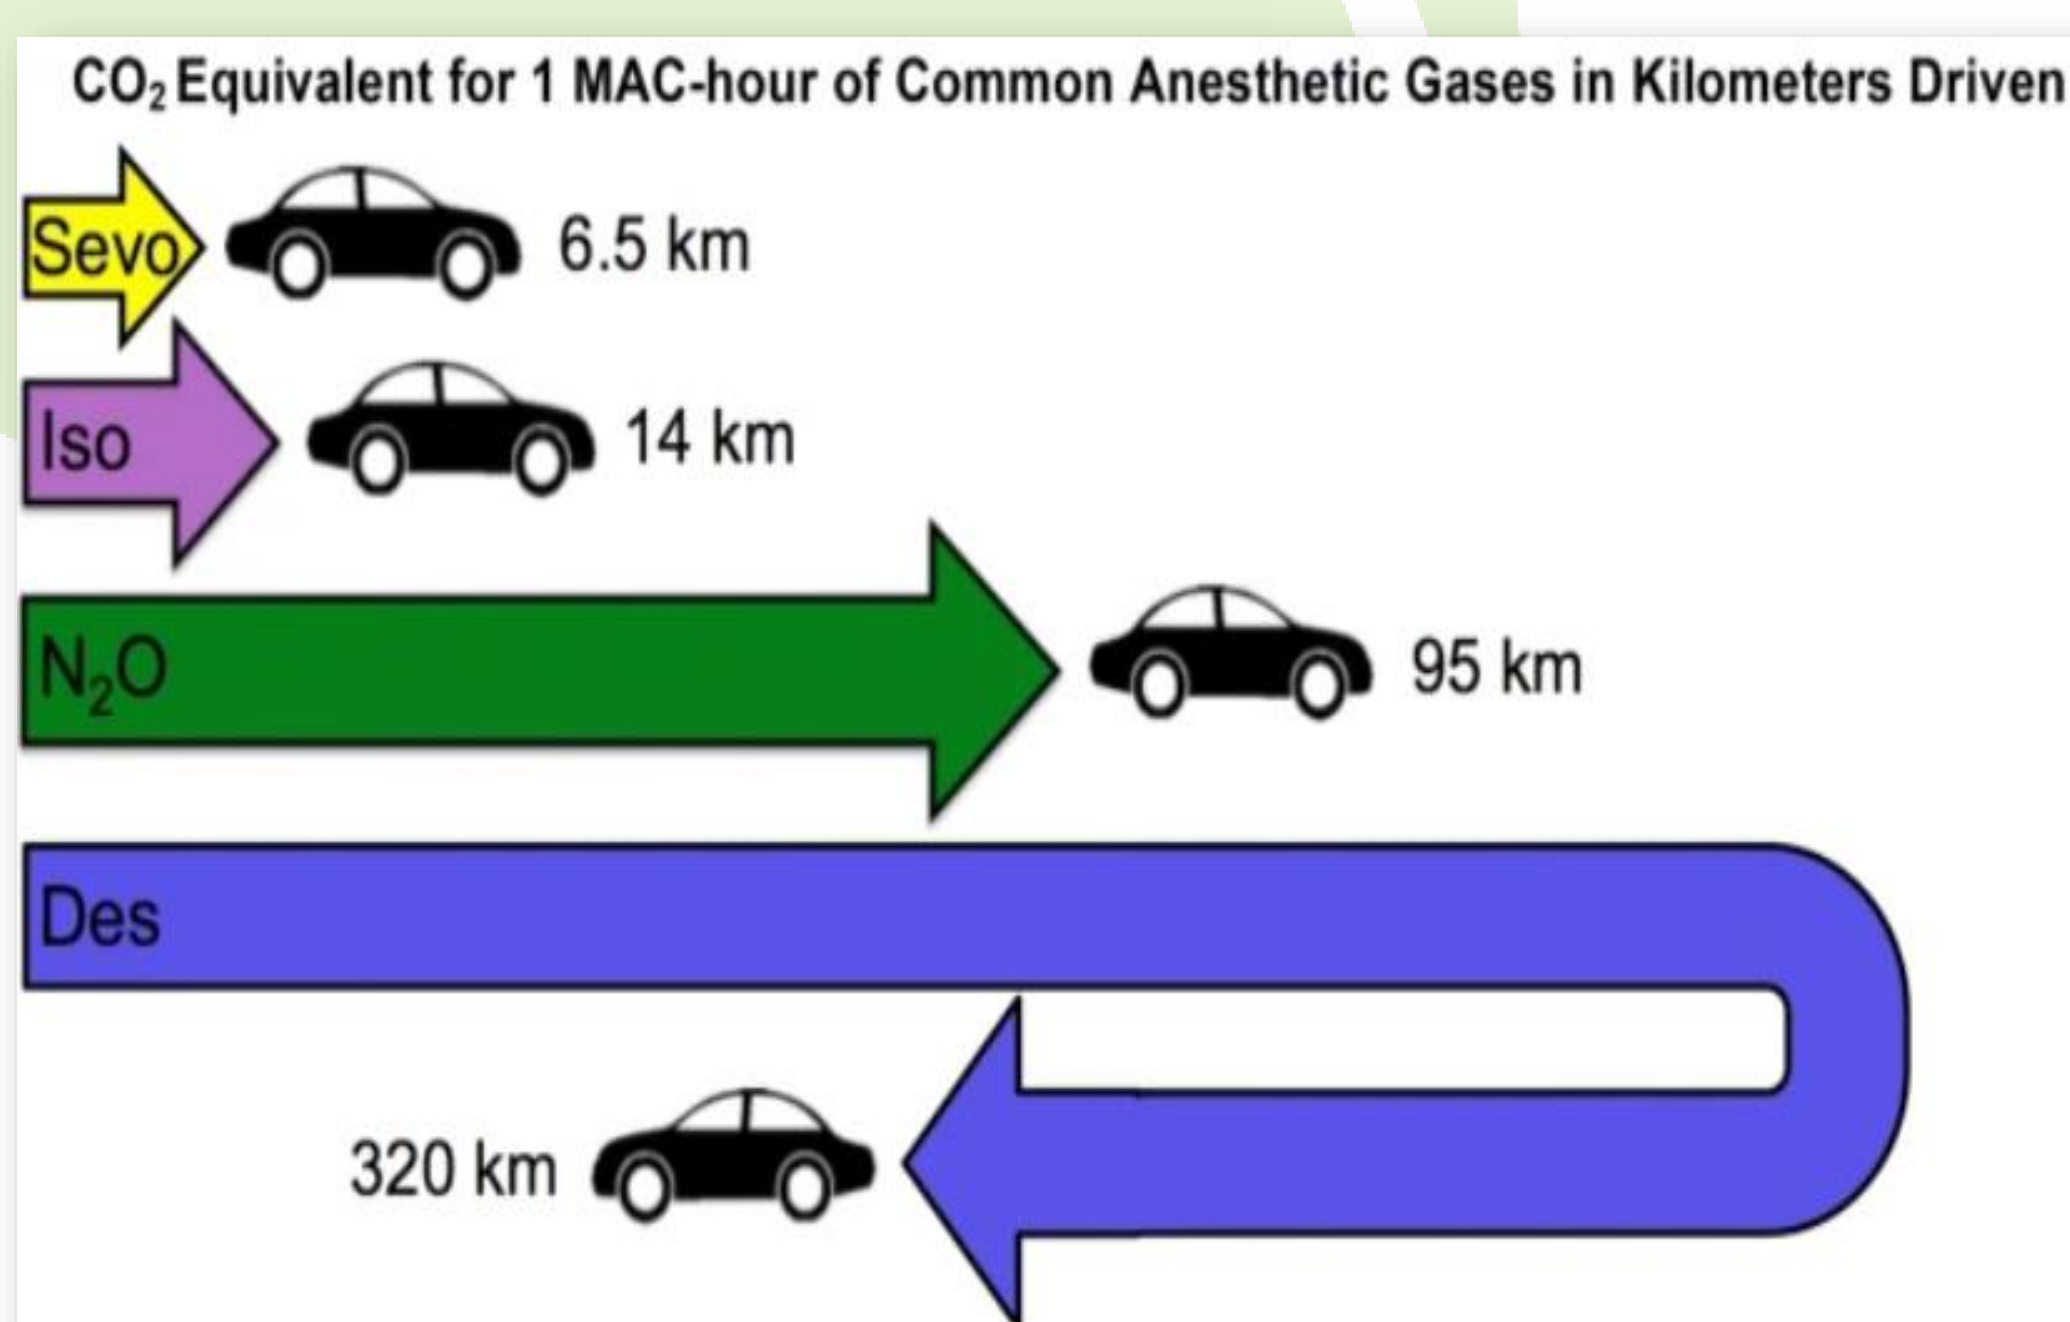 CO₂ Equivalent for 1 MAC-hour of Common Anesthetic Gases in Kilometers Driven
Sevo 6.5 km
Iso 14 km
N₂O 95 km
Des
320 km